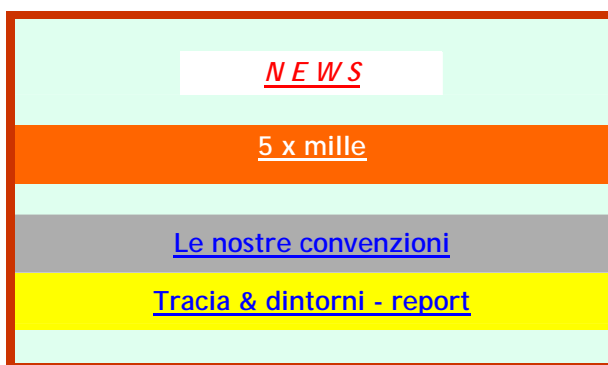 N E W S
5 x mille
Le nostre convenzioni
Tracia & dintorni - report